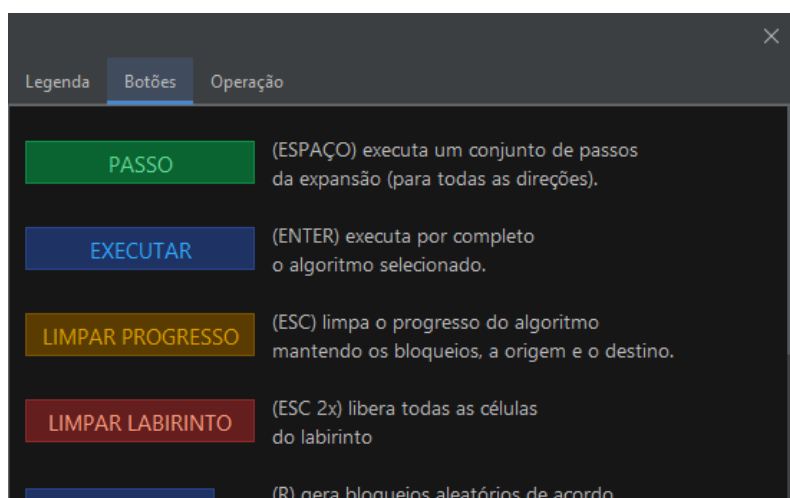 Legenda Botões Operação
PASSO
(ESPAÇO) executa um conjunto de passos
da expansão (para todas as direções).
EXECUTAR
(ENTER) executa por completo
o algoritmo selecionado.
LIMPAR PROGRESSO
(ESC) limpa o progresso do algoritmo
mantendo os bloqueios, a origem e o destino.
LIMPAR LABIRINTO
(ESC 2x) libera todas as células
do labirinto
(R) gera bloqueios aleatórios de acordo